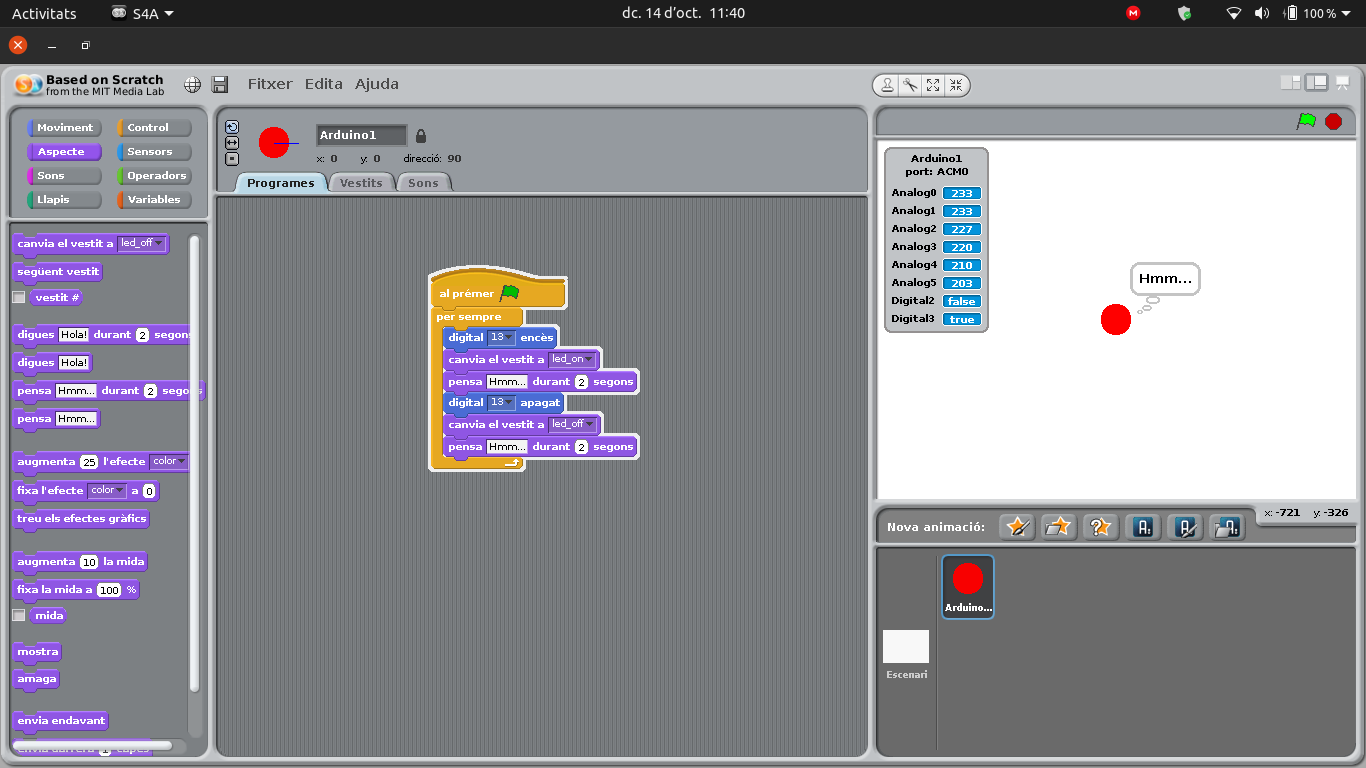 Activitats
S4A
dc. 14 d'oct. 11:40
100 %
Based on Scratch
from the MIT Media Lab
Fitxer Edita Ajuda
Moviment Control
Aspecte Sensors
Sons Operadors
Llapis Variables
canvia el vestit a led_off
següent vestit
vestit #
digues Hola! durant 2 segons
digues Hola!
pensa Hmm... durant 2 segons
pensa Hmm...
augmenta 25 l'efecte color
fixa l'efecte color a 0
treu els efectes gràfics
augmenta 10 la mida
fixa la mida a 100 %
mida
mostra
amaga
envia endavant
envia darrera 1 capes
Arduino1
x: 0 y: 0 direcció: 90
Programes Vestits Sons
al prémer
per sempre
digital 13 encès
canvia el vestit a led_on
pensa Hmm... durant 2 segons
digital 13 apagat
canvia el vestit a led_off
pensa Hmm... durant 2 segons
Arduino1
port: ACM0
Analog0 233
Analog1 233
Analog2 227
Analog3 220
Analog4 210
Analog5 203
Digital2 false
Digital3 true
Hmm...
x: -721 y: -326
Nova animació:
Arduino...
Escenari